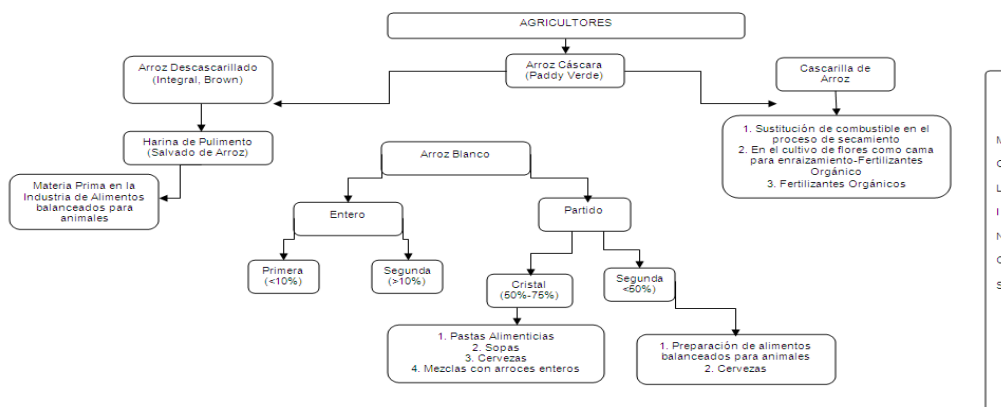 AGRICULTORES
Arroz Descascarillado
(Integral, Brown)
Arroz Cáscara
(Paddy Verde)
Cascarilla de
Arroz
Harina de Pulimento
(Salvado de Arroz)
Materia Prima en la
Industria de Alimentos
balanceados para
animales
1. Sustitución de combustible en el
proceso de secamiento
2. En el cultivo de flores como cama
para enraizamiento-Fertilizantes
Orgánico
3. Fertilizantes Orgánicos
Arroz Blanco
Entero
Partido
Primera
(<10%)
Segunda
(>10%)
Cristal
(50%-75%)
Segunda
<50%)
1. Pastas Alimenticias
2. Sopas
3. Cervezas
4. Mezclas con arroces enteros
1. Preparación de alimentos
balanceados para animales
2. Cervezas
M
O
L
I
N
O
S